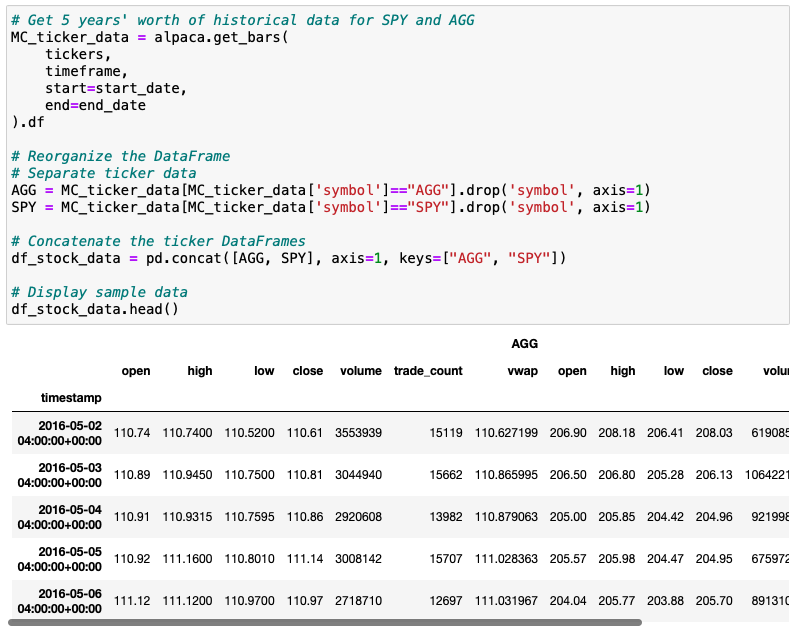 # Get 5 years' worth of historical data for SPY and AGG
MC_ticker_data = alpaca.get_bars(
    tickers,
    timeframe,
    start=start_date,
    end=end_date
).df

# Reorganize the DataFrame
# Separate ticker data
AGG = MC_ticker_data[MC_ticker_data['symbol']=="AGG"].drop('symbol', axis=1)
SPY = MC_ticker_data[MC_ticker_data['symbol']=="SPY"].drop('symbol', axis=1)

# Concatenate the ticker DataFrames
df_stock_data = pd.concat([AGG, SPY], axis=1, keys=["AGG", "SPY"])

# Display sample data
df_stock_data.head()
AGG
open high low close volume trade_count vwap open high low close
timestamp
2016-05-02
04:00:00+00:00 110.74 110.7400 110.5200 110.61 3553939 15119 110.627199 206.90 208.18 206.41 208.03
2016-05-03
04:00:00+00:00 110.89 110.9450 110.7500 110.81 3044940 15662 110.865995 206.50 206.80 205.28 206.13
2016-05-04
04:00:00+00:00 110.91 110.9315 110.7595 110.86 2920608 13982 110.879063 205.00 205.85 204.42 204.96
2016-05-05
04:00:00+00:00 110.92 111.1600 110.8010 111.14 3008142 15707 111.028363 205.57 205.98 204.47 204.95
2016-05-06
04:00:00+00:00 111.12 111.1200 110.9700 110.97 2718710 12697 111.031967 204.04 205.77 203.88 205.70